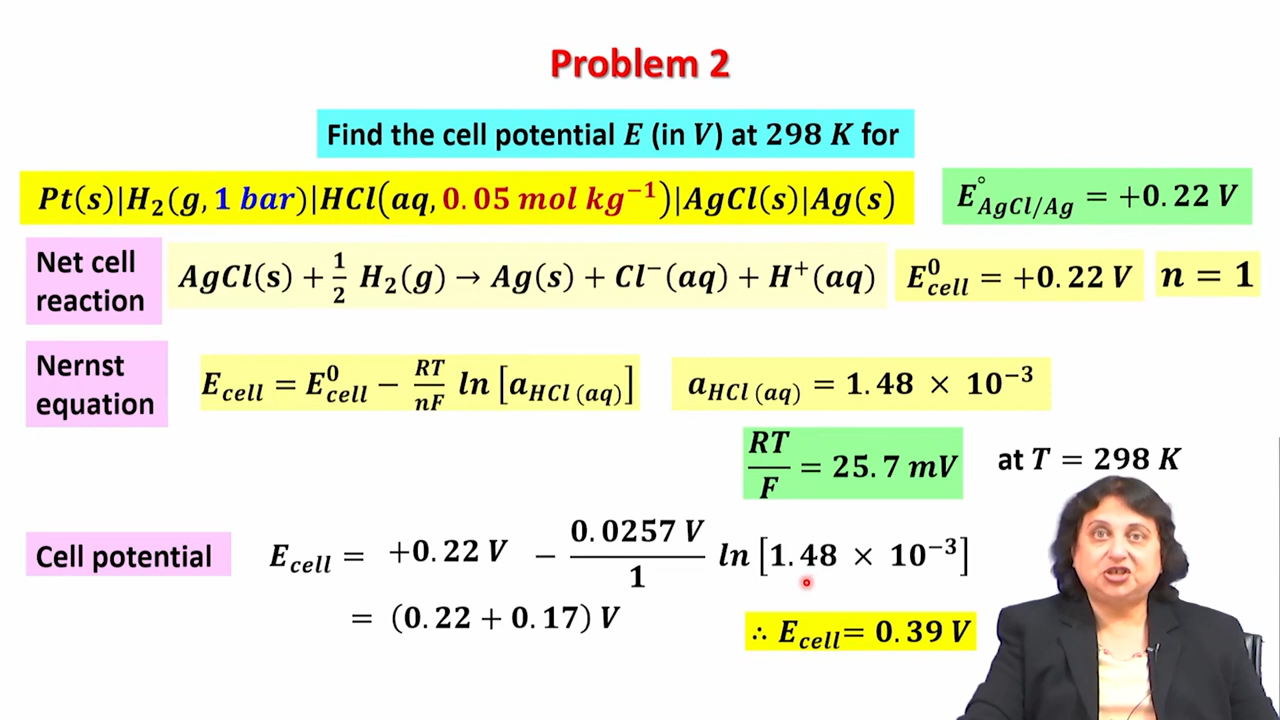 Problem 2
Find the cell potential E (in V) at 298 K for
Pt(s)|H₂(g, 1 bar)|HCl(aq, 0.05 mol kg⁻¹)|AgCl(s)|Ag(s)
E°AgCl/Ag = +0.22 V
Net cell reaction
AgCl(s) + 1/2 H₂(g) → Ag(s) + Cl⁻(aq) + H⁺(aq)
E⁰cell = +0.22 V
n = 1
Nernst equation
Ecell = E⁰cell − RT/nF ln [aHCl (aq)]
aHCl (aq) = 1.48 × 10⁻³
RT/F = 25.7 mV
at T = 298 K
Cell potential
Ecell = +0.22 V − 0.0257 V/1 ln [1.48 × 10⁻³]
= (0.22 + 0.17) V
∴ Ecell = 0.39 V